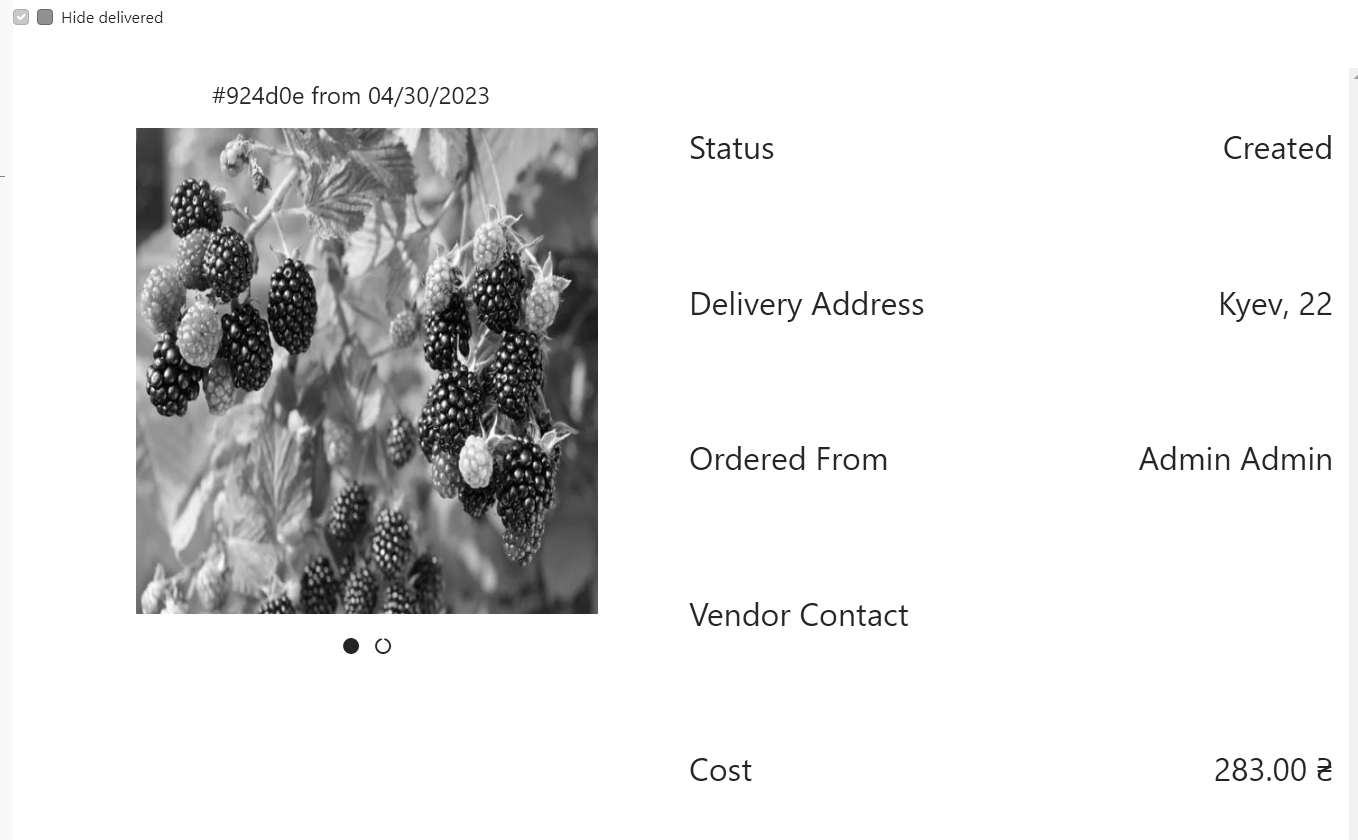 Hide delivered
#924d0e from 04/30/2023
Status Created
Delivery Address Kyev, 22
Ordered From Admin Admin
Vendor Contact
Cost 283.00 ₴